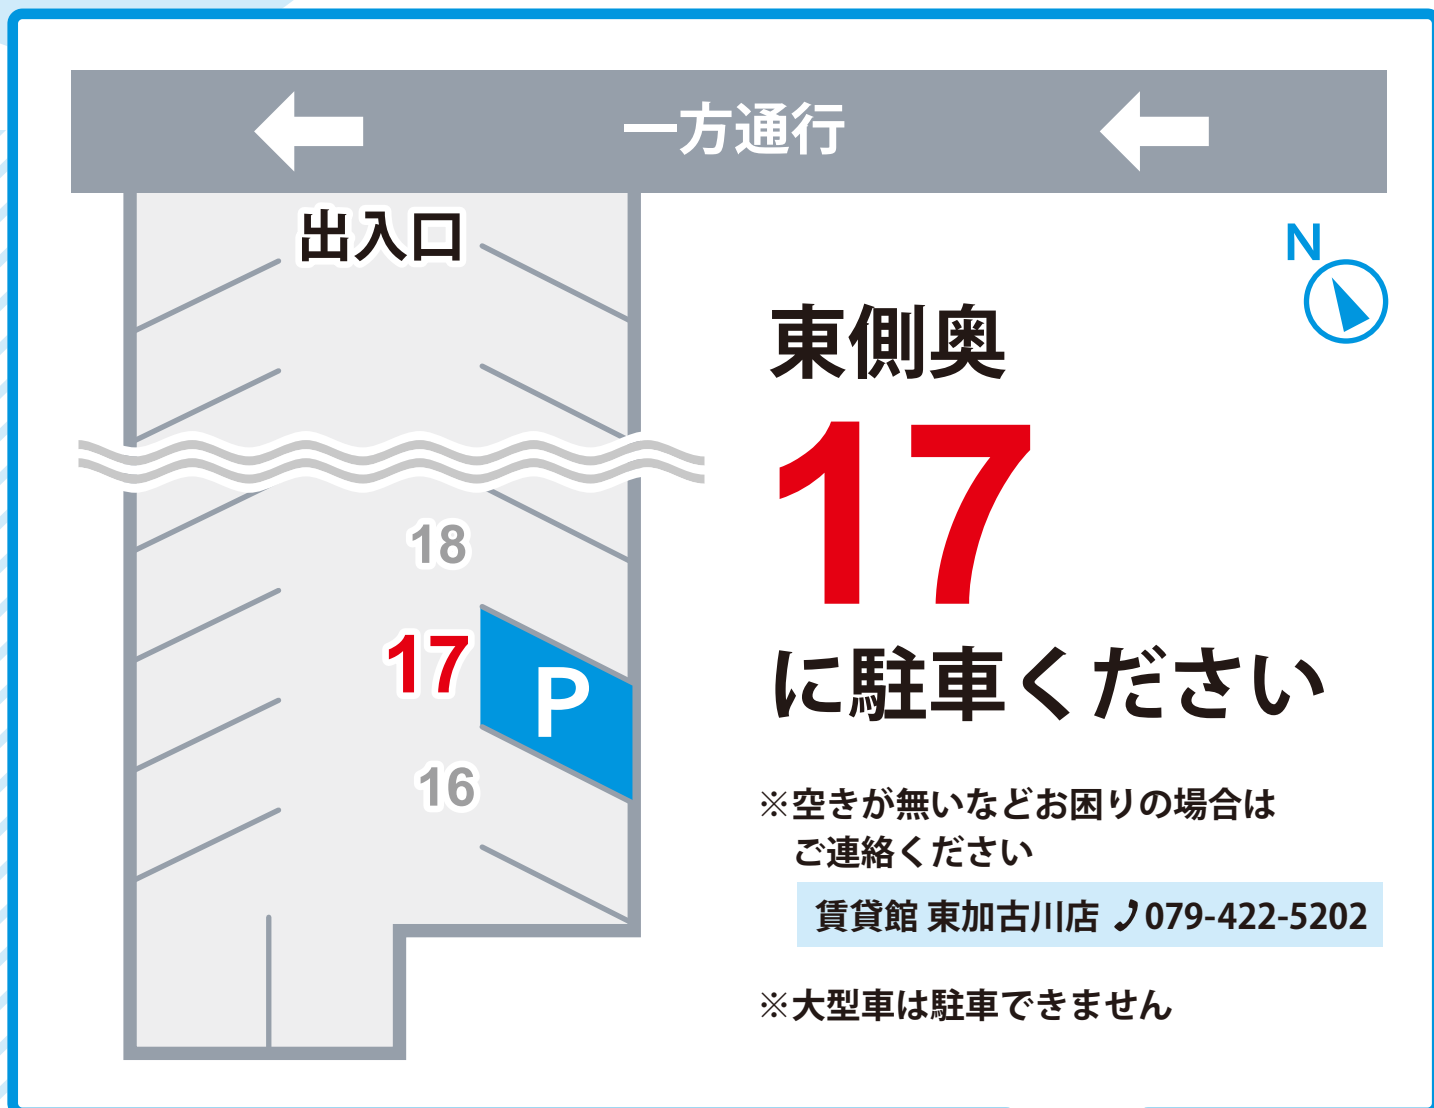 一方通行
出入口
N
東側奥
17
に駐車ください
18
17
P
16
※空きが無いなどお困りの場合は
ご連絡ください
賃貸館 東加古川店 079-422-5202
※大型車は駐車できません